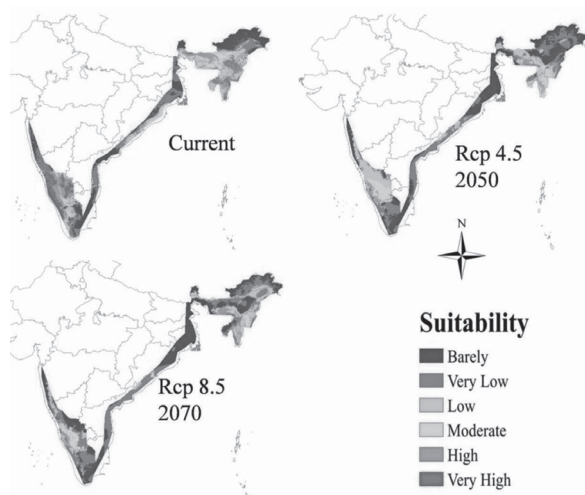 Current
Rcp 4.5
2050
N
Rcp 8.5
2070
Suitability
Barely
Very Low
Low
Moderate
High
Very High